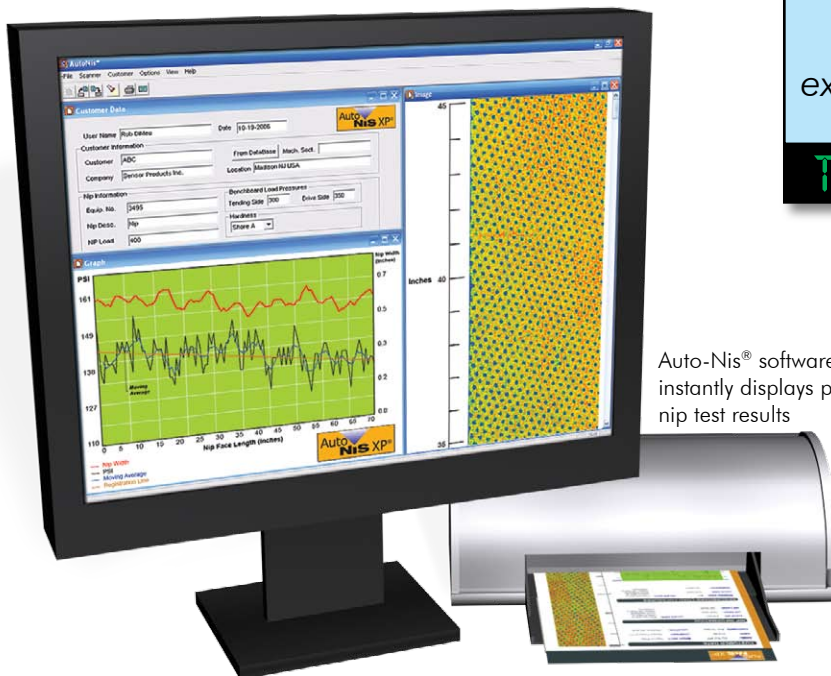 AutoNis®
File Scanner Customer Options View Help
Customer Data
User Name Rob DiMeo Date 10-19-2005
Auto
NIS XP®
Customer Information
Customer ABC From DataBase Mach. Sect.
Company Sensor Products Inc. Location Madison NJ USA
Nip Information
Equip. No. 3495
Nip Desc. Nip
NIP Load 400
Benchboard Load Pressures
Tending Side 300 Drive Side 350
Hardness
Shore A
Graph
PSI
161
149
139
127
110
Nip Width
(Inches)
0.7
0.5
0.3
0.2
0.0
Moving
Average
0 5 10 15 20 25 30 35 40 45 50 55 60 65 70
Nip Face Length (Inches)
Nip Width
PSI
Moving Average
Registration Line
Auto
NIS XP®
Image
45
Inches 40
35
ex
T
Auto-Nis® software
instantly displays p
nip test results